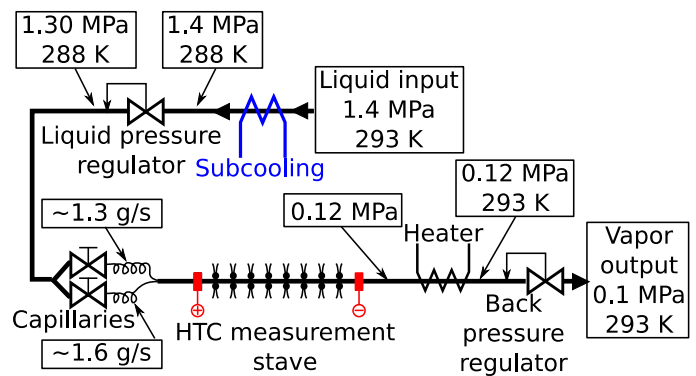 1.30 MPa
288 K
1.4 MPa
288 K
Liquid input
1.4 MPa
293 K
Liquid pressure
regulator
Subcooling
~1.3 g/s
0.12 MPa
0.12 MPa
293 K
Heater
Vapor
output
0.1 MPa
293 K
Capillaries
+
−
~1.6 g/s
HTC measurement
stave
Back
pressure
regulator